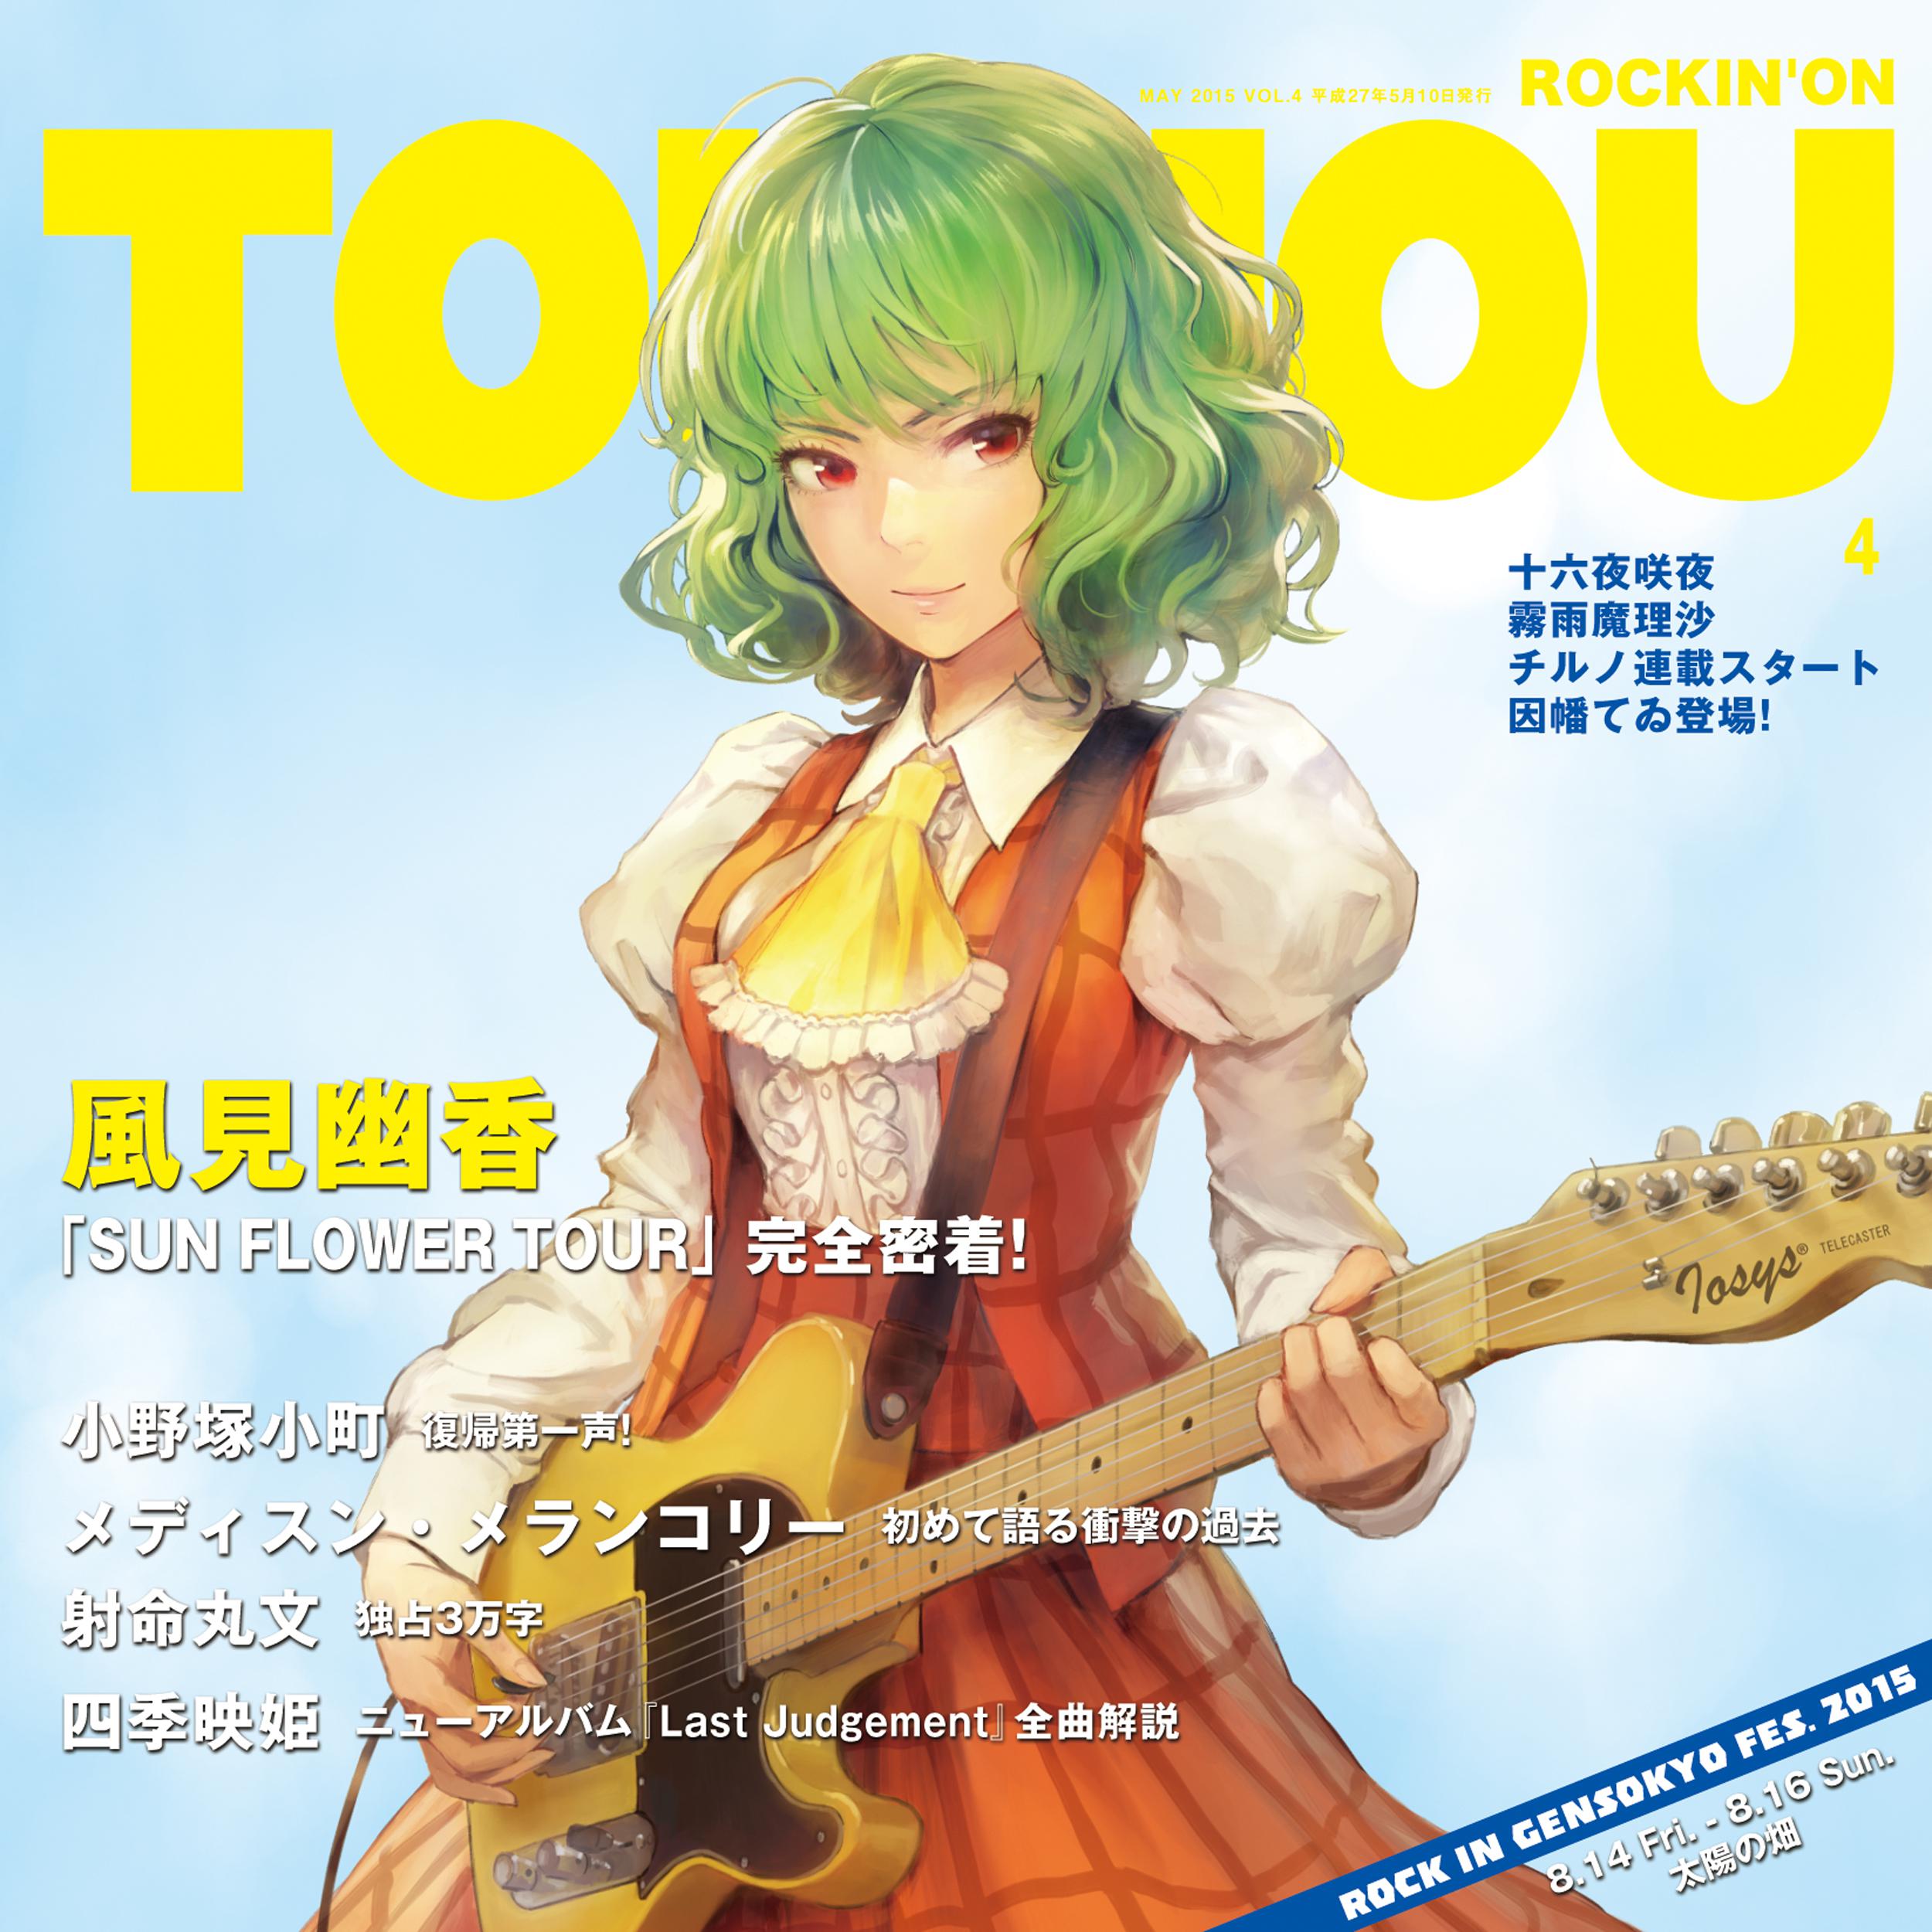 MAY 2015 VOL.4 平成27年5月10日発行
ROCKIN'ON
TOUHOU
4
十六夜咲夜
霧雨魔理沙
チルノ連載スタート
因幡てゐ登場!
風見幽香
「SUN FLOWER TOUR」完全密着!
Iosys® TELECASTER
小野塚小町 復帰第一声!
メディスン・メランコリー 初めて語る衝撃の過去
射命丸文 独占3万字
四季映姫 ニューアルバム『Last Judgement』全曲解説
ROCK IN GENSOKYO FES. 2015
8.14 Fri. - 8.16 Sun.
太陽の畑